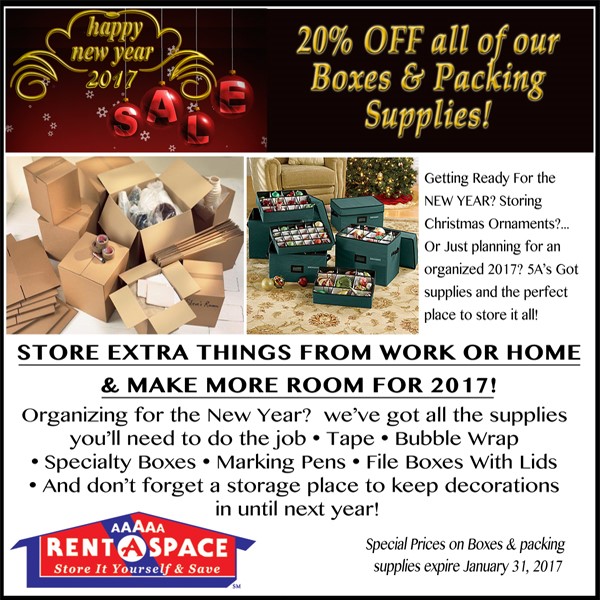 happy
new year
2017
SALE
20% OFF all of our
Boxes & Packing
Supplies!
Getting Ready For the
NEW YEAR? Storing
Christmas Ornaments?...
Or Just planning for an
organized 2017? 5A's Got
supplies and the perfect
place to store it all!
STORE EXTRA THINGS FROM WORK OR HOME
& MAKE MORE ROOM FOR 2017!
Organizing for the New Year? we've got all the supplies
you'll need to do the job • Tape • Bubble Wrap
• Specialty Boxes • Marking Pens • File Boxes With Lids
• And don't forget a storage place to keep decorations
in until next year!
AAAAA
RENT A SPACE
Store It Yourself & Save
SM
Special Prices on Boxes & packing
supplies expire January 31, 2017